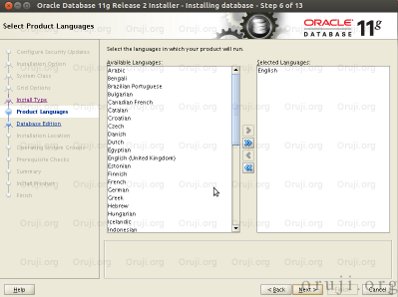 Oracle Database 11g Release 2 Installer - Installing database - Step 6 of 13
Select Product Languages
ORACLE
DATABASE
11g
Configure Security Updates
Installation Option
System Class
Grid Options
Install Type
Product Languages
Database Edition
Installation Location
Operating System Groups
Prerequisite Checks
Summary
Install Product
Finish
Select the languages in which your product will run.
Available Languages:
Arabic
Bengali
Brazilian Portuguese
Bulgarian
Canadian French
Catalan
Croatian
Czech
Danish
Dutch
Egyptian
English (United Kingdom)
Estonian
Finnish
French
German
Greek
Hebrew
Hungarian
Icelandic
Indonesian
Selected Languages:
English
Help
< Back
Next >
Cancel
Oruji.org
oruji.org